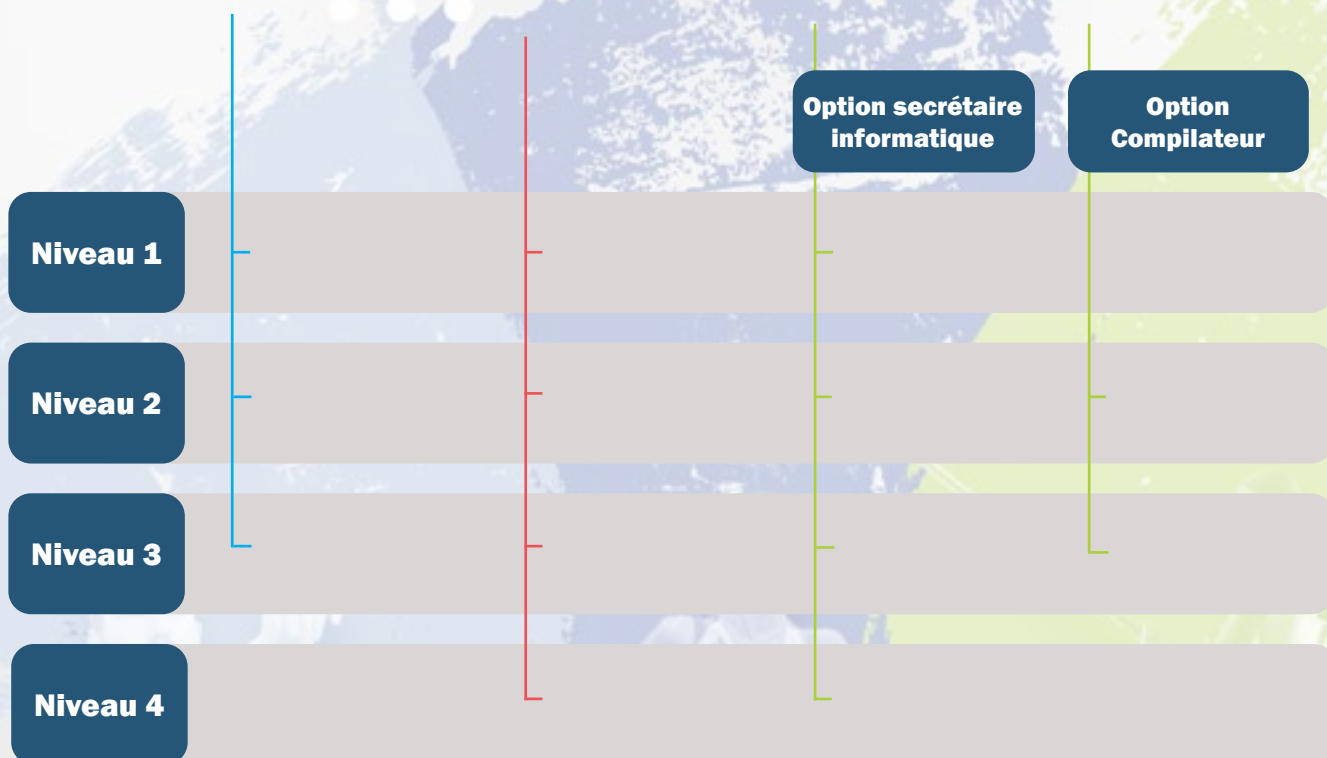 Option secrétaire
informatique
Option
Compilateur
Niveau 1
Niveau 2
Niveau 3
Niveau 4